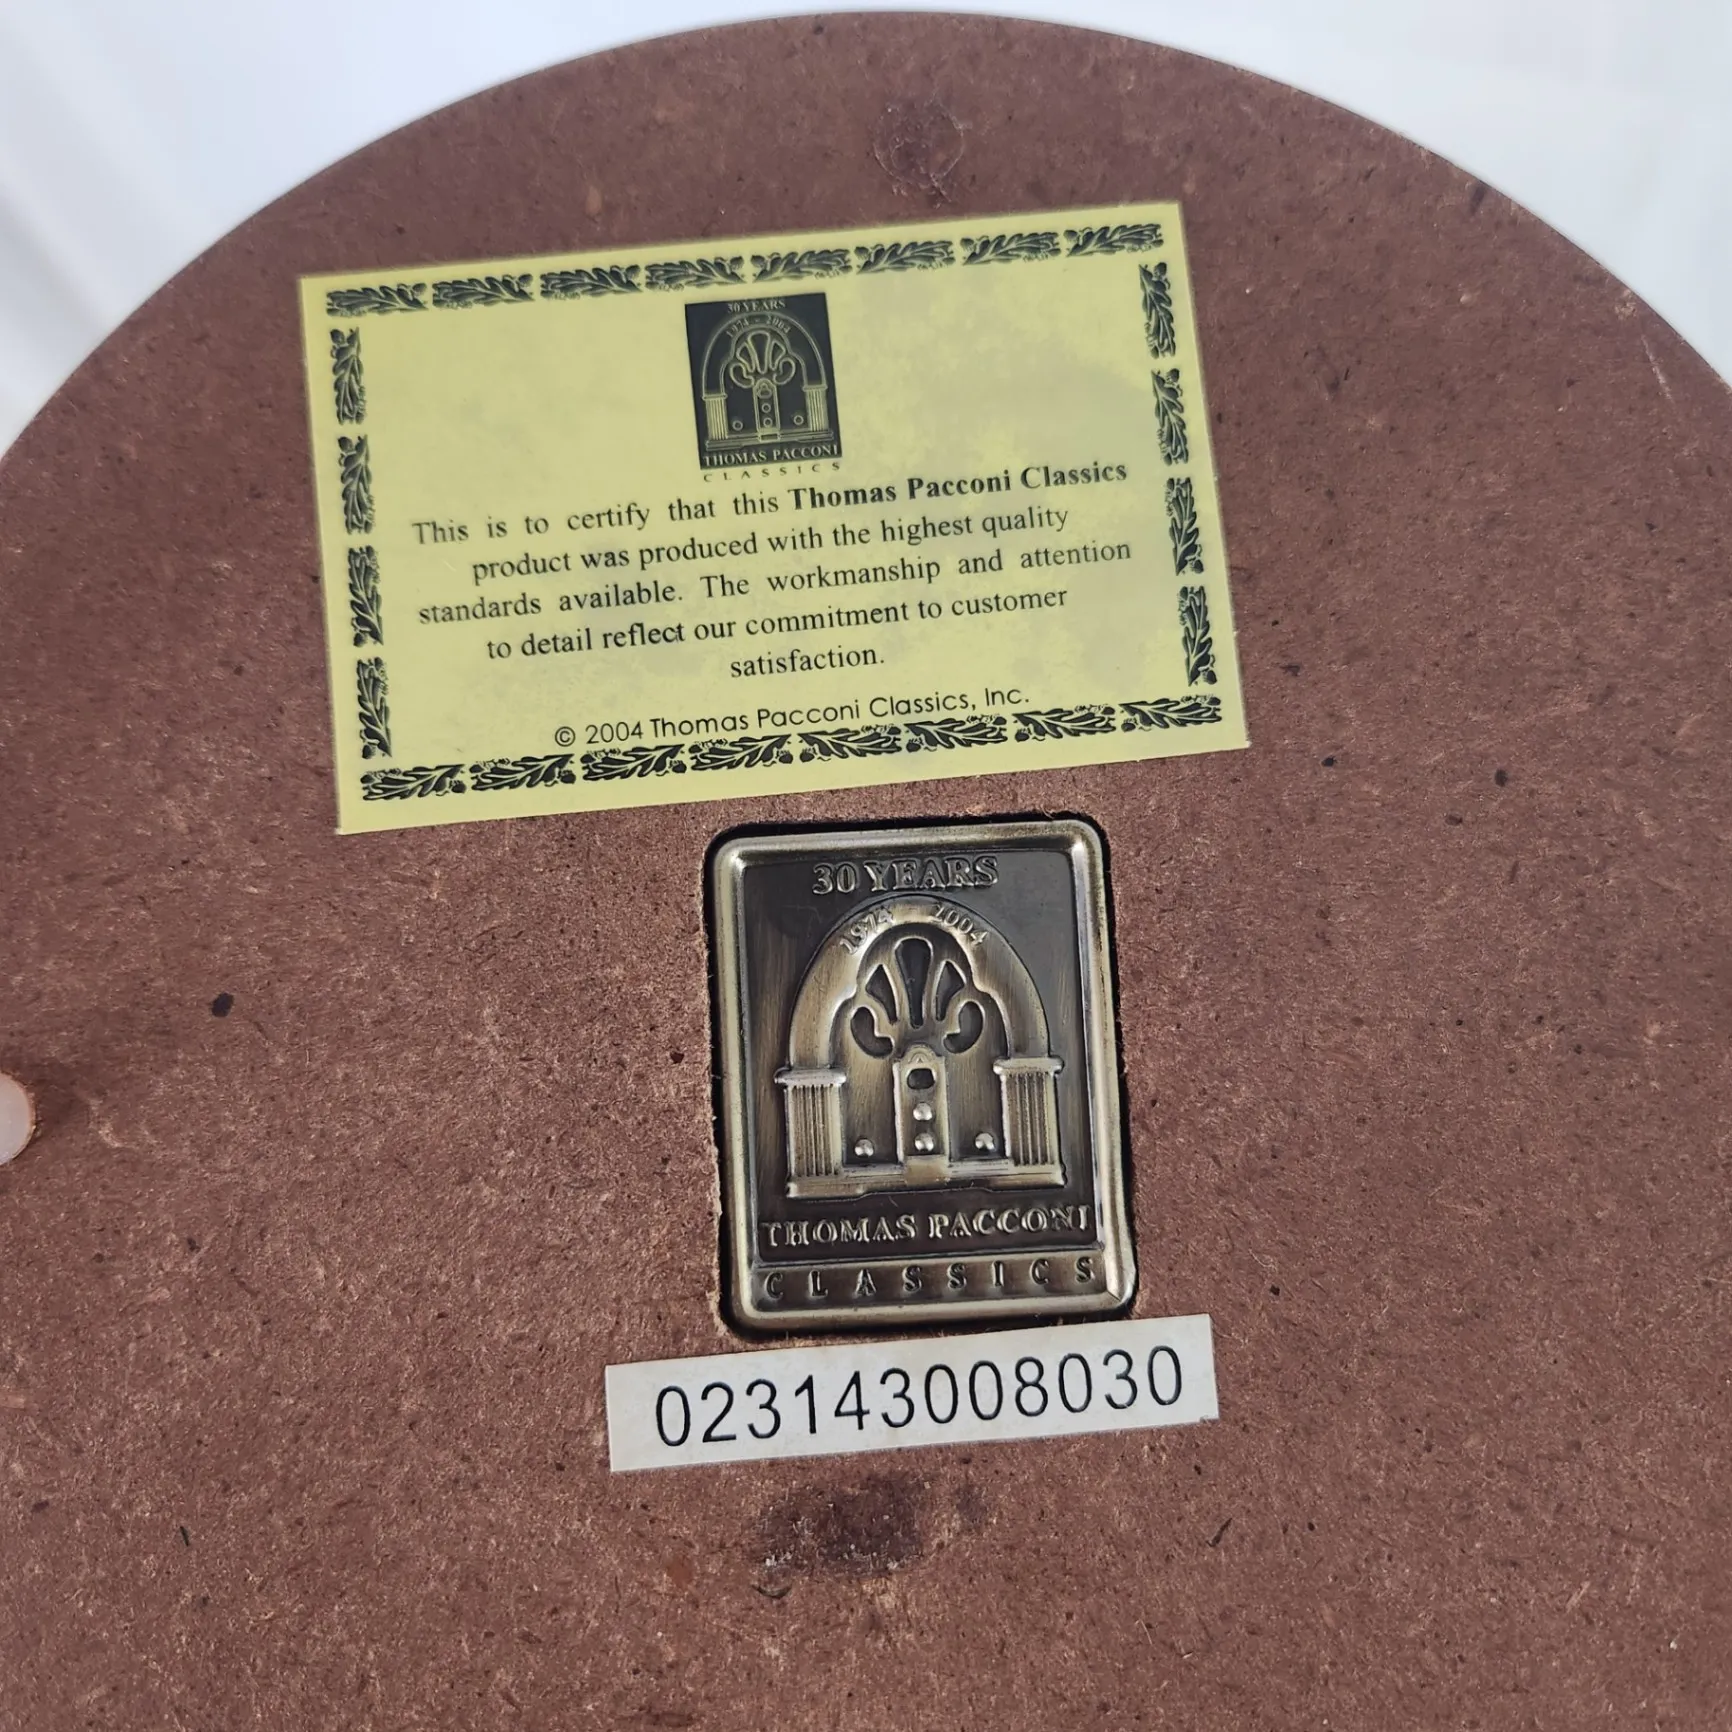 30 YEARS
1974 - 2004
THOMAS PACCONI
CLASSICS
This is to certify that this Thomas Pacconi Classics
product was produced with the highest quality
standards available. The workmanship and attention
to detail reflect our commitment to customer
satisfaction.
© 2004 Thomas Pacconi Classics, Inc.
30 YEARS
1974 2004
THOMAS PACCONI
CLASSICS
023143008030